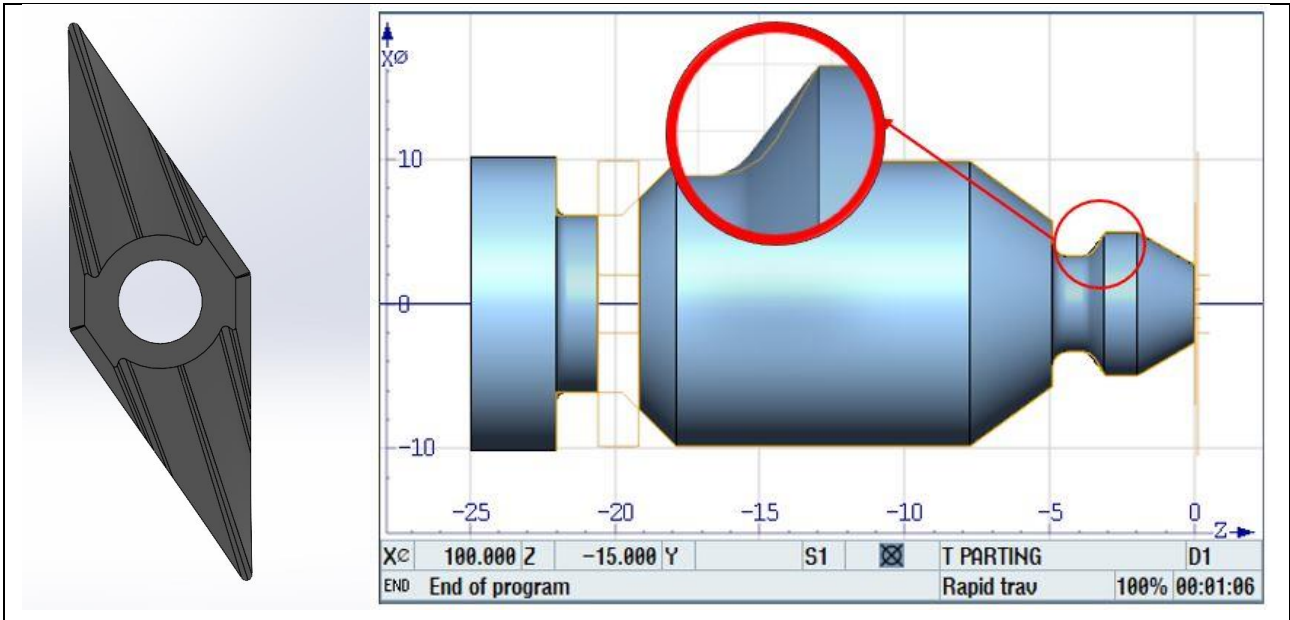 XØ
10
0
-10
-25 -20 -15 -10 -5 0
Z
X⌀ 100.000 Z -15.000 Y S1 T PARTING D1
END End of program Rapid trav 100% 00:01:06